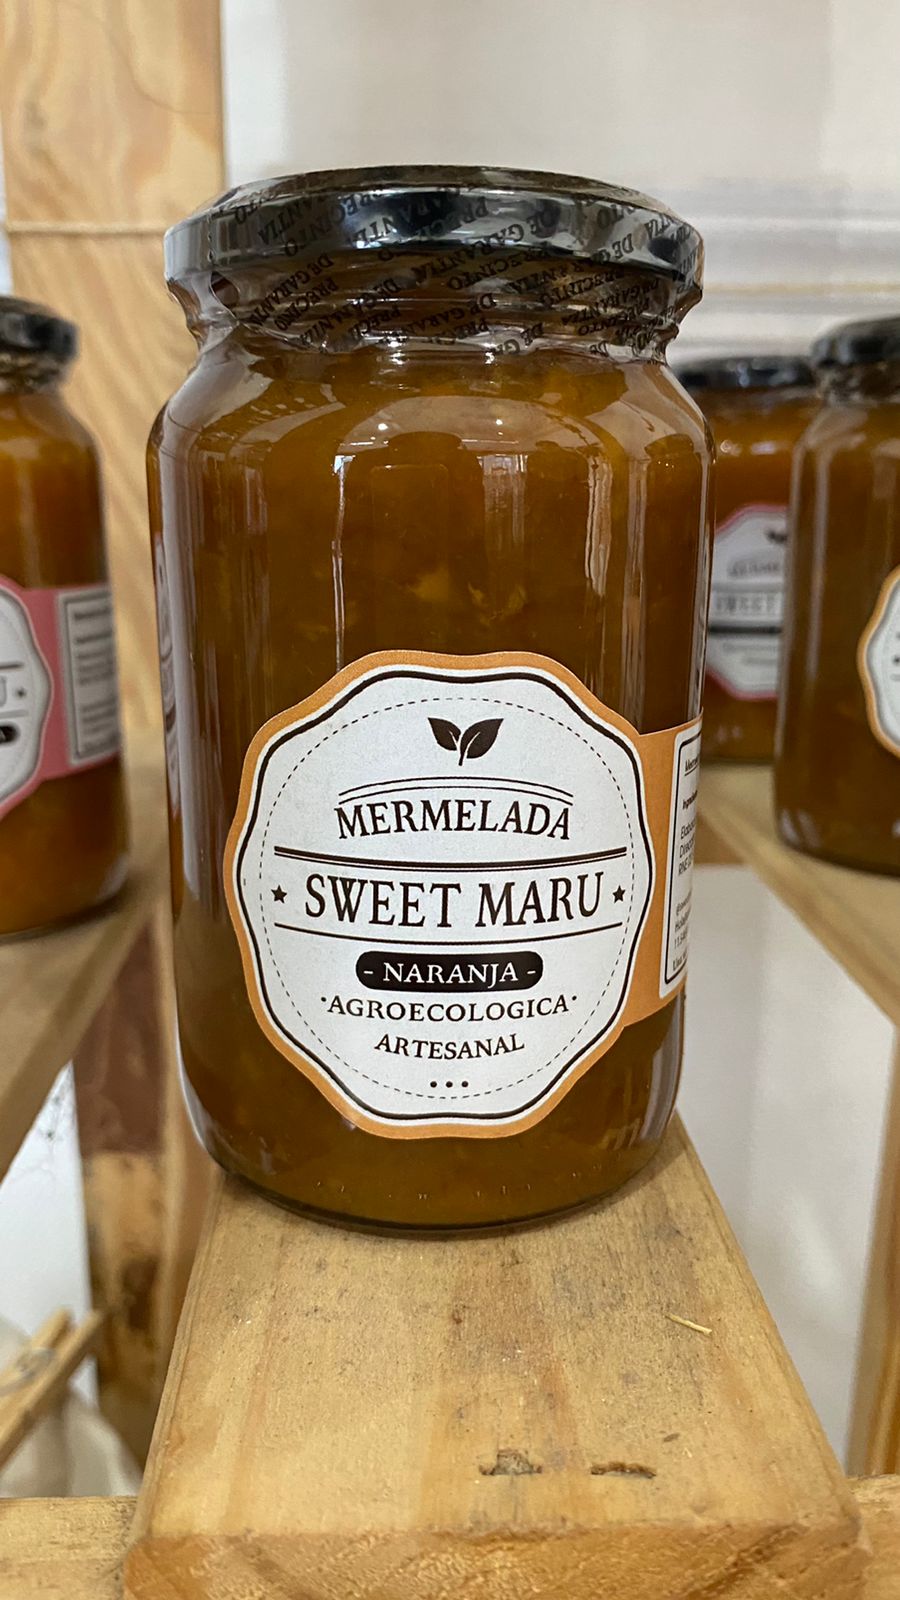 PRECINTO
DE GARANTIA
MERMELADA
SWEET MARU
- NARANJA -
·AGROECOLOGICA·
ARTESANAL